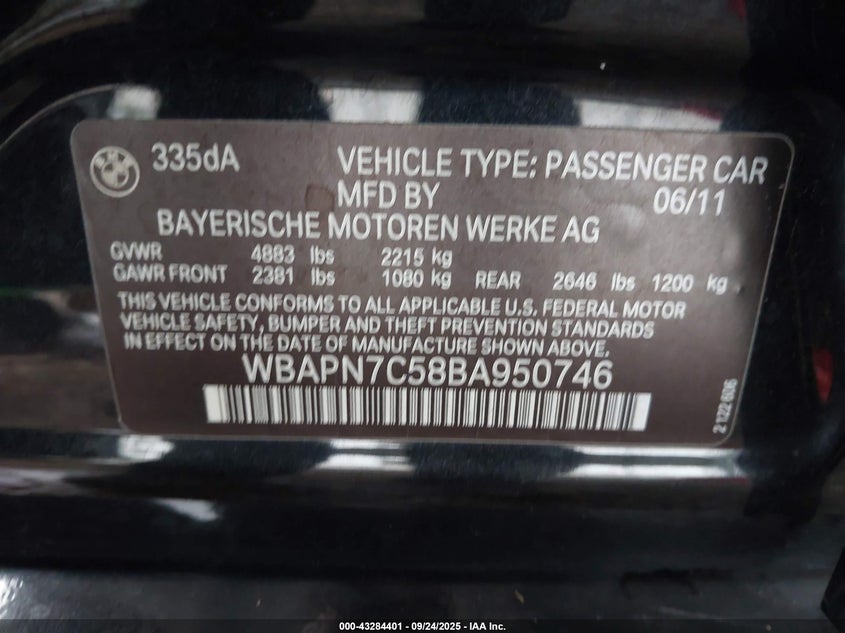 335dA VEHICLE TYPE: PASSENGER CAR
MFD BY 06/11
BAYERISCHE MOTOREN WERKE AG
GVWR 4883 lbs 2215 kg
GAWR FRONT 2381 lbs 1080 kg REAR 2646 lbs 1200 kg
THIS VEHICLE CONFORMS TO ALL APPLICABLE U.S. FEDERAL MOTOR
VEHICLE SAFETY, BUMPER AND THEFT PREVENTION STANDARDS
IN EFFECT ON THE DATE OF MANUFACTURE SHOWN ABOVE.
WBAPN7C58BA950746
2 122 606
000-43284401 - 09/24/2025 - IAA Inc.